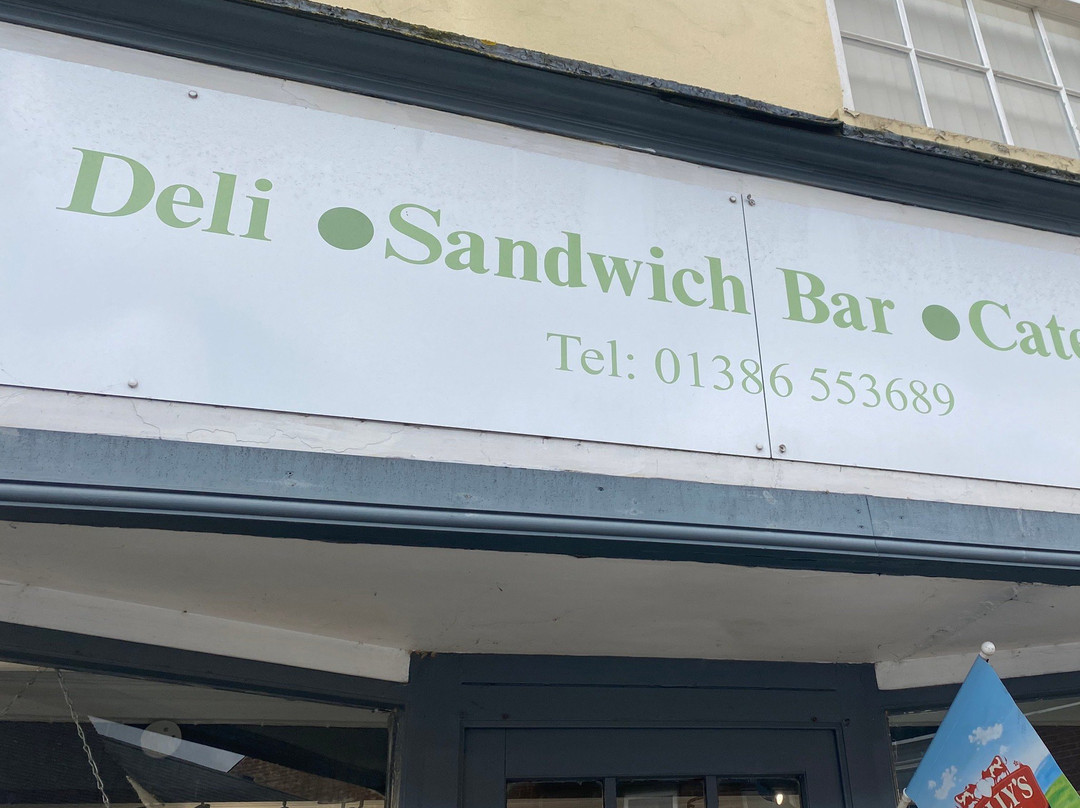 Deli ●Sandwich Bar ●Cate
Tel: 01386 553689